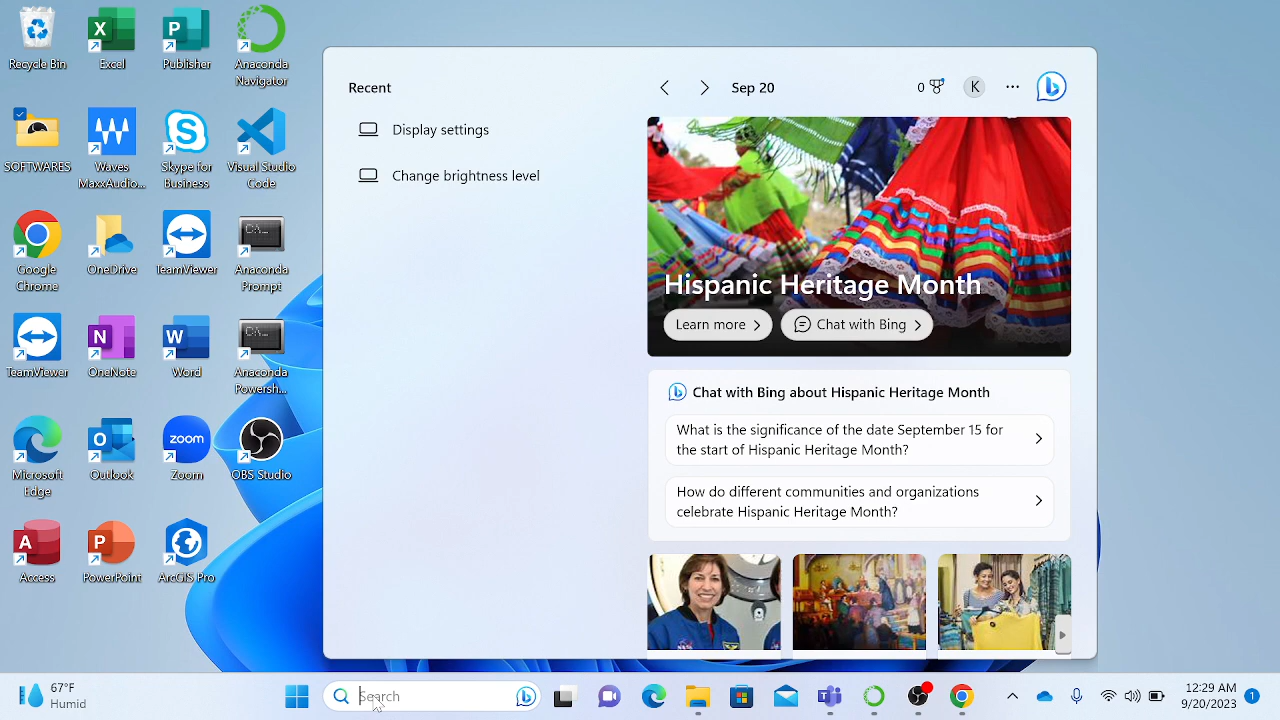 Recycle Bin
Excel
Publisher
Anaconda
Navigator
SOFTWARES
Waves
MaxxAudio...
Skype for
Business
Visual Studio
Code
Google
Chrome
OneDrive
TeamViewer
Anaconda
Prompt
TeamViewer
OneNote
Word
Anaconda
Powersh...
Microsoft
Edge
Outlook
zoom
Zoom
OBS Studio
Access
PowerPoint
ArcGIS Pro
Recent
Display settings
Change brightness level
Sep 20
0
K
Hispanic Heritage Month
Learn more
Chat with Bing
Chat with Bing about Hispanic Heritage Month
What is the significance of the date September 15 for
the start of Hispanic Heritage Month?
How do different communities and organizations
celebrate Hispanic Heritage Month?
67°F
Humid
Search
12:29 AM
9/20/2023
1